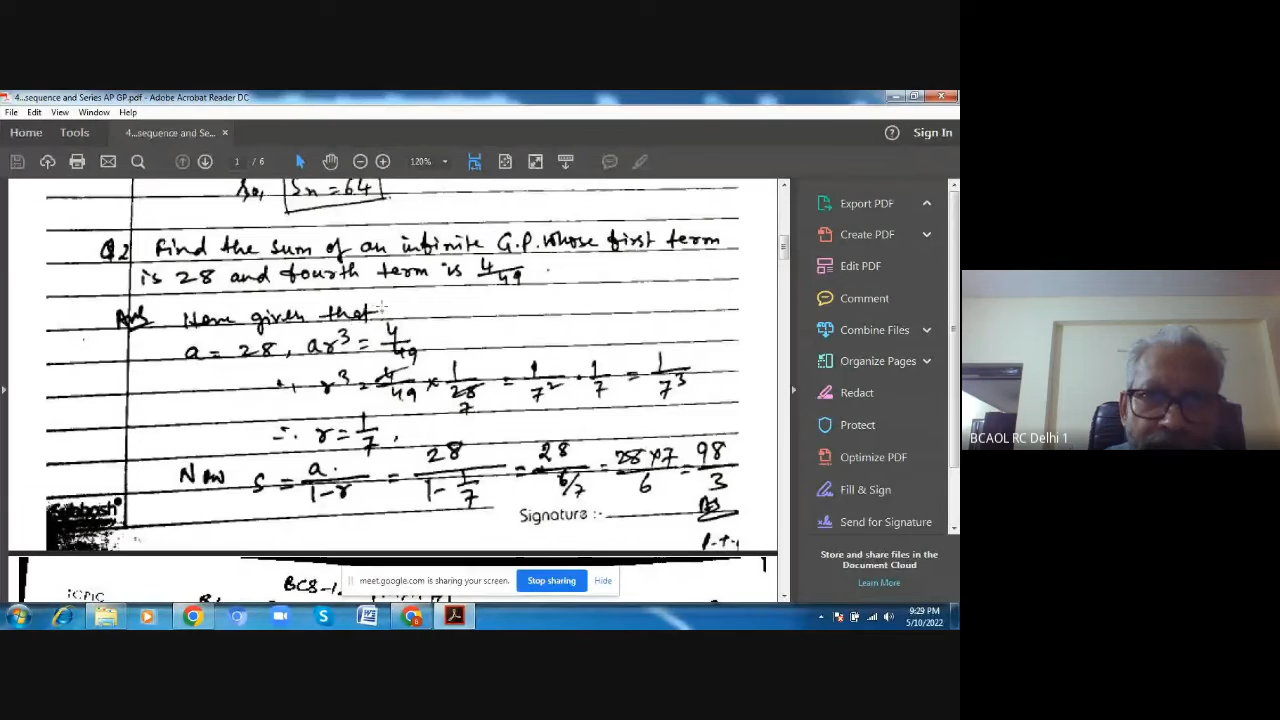 4...sequence and Series AP GP.pdf - Adobe Acrobat Reader DC
File Edit View Window Help
Home Tools 4...sequence and Se... × Sign In
1 / 6 120%
So, Sn = 64
Q2 Find the sum of an infinite G.P. whose first term
is 28 and fourth term is 4/49.
Ans Here given that
a = 28, ar³ = 4/49
∴ r³ = 4/49 × 1/28 7 = 1/7² · 1/7 = 1/7³
∴ r = 1/7,
Now S = a/1-r = 28/1-1/7 = 28/6/7 = 28×7/6 = 98/3
Ans
Signature :-
P.T.
Export PDF
Create PDF
Edit PDF
Comment
Combine Files
Organize Pages
Redact
Protect
Optimize PDF
Fill & Sign
Send for Signature
Store and share files in the
Document Cloud
Learn More
BCS-1
meet.google.com is sharing your screen. Stop sharing Hide
9:29 PM
5/10/2022
BCAOL RC Delhi 1